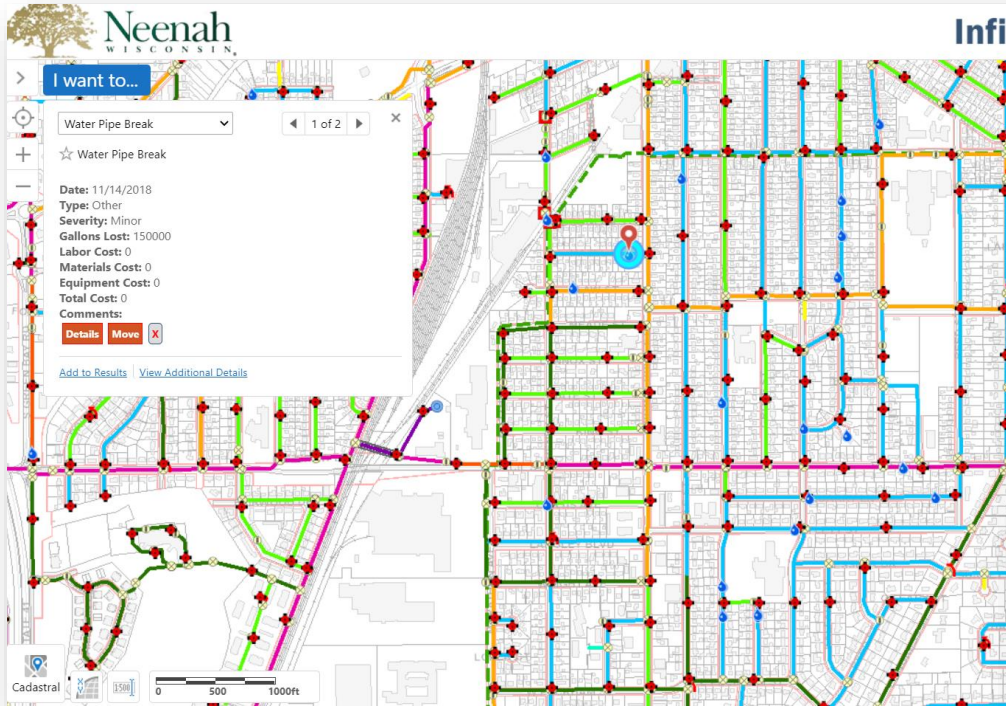 Neenah
WISCONSIN
Infi
I want to...
Water Pipe Break
1 of 2
Water Pipe Break
Date: 11/14/2018
Type: Other
Severity: Minor
Gallons Lost: 150000
Labor Cost: 0
Materials Cost: 0
Equipment Cost: 0
Total Cost: 0
Comments:
Details Move X
Add to Results View Additional Details
Cadastral
0 500 1000ft